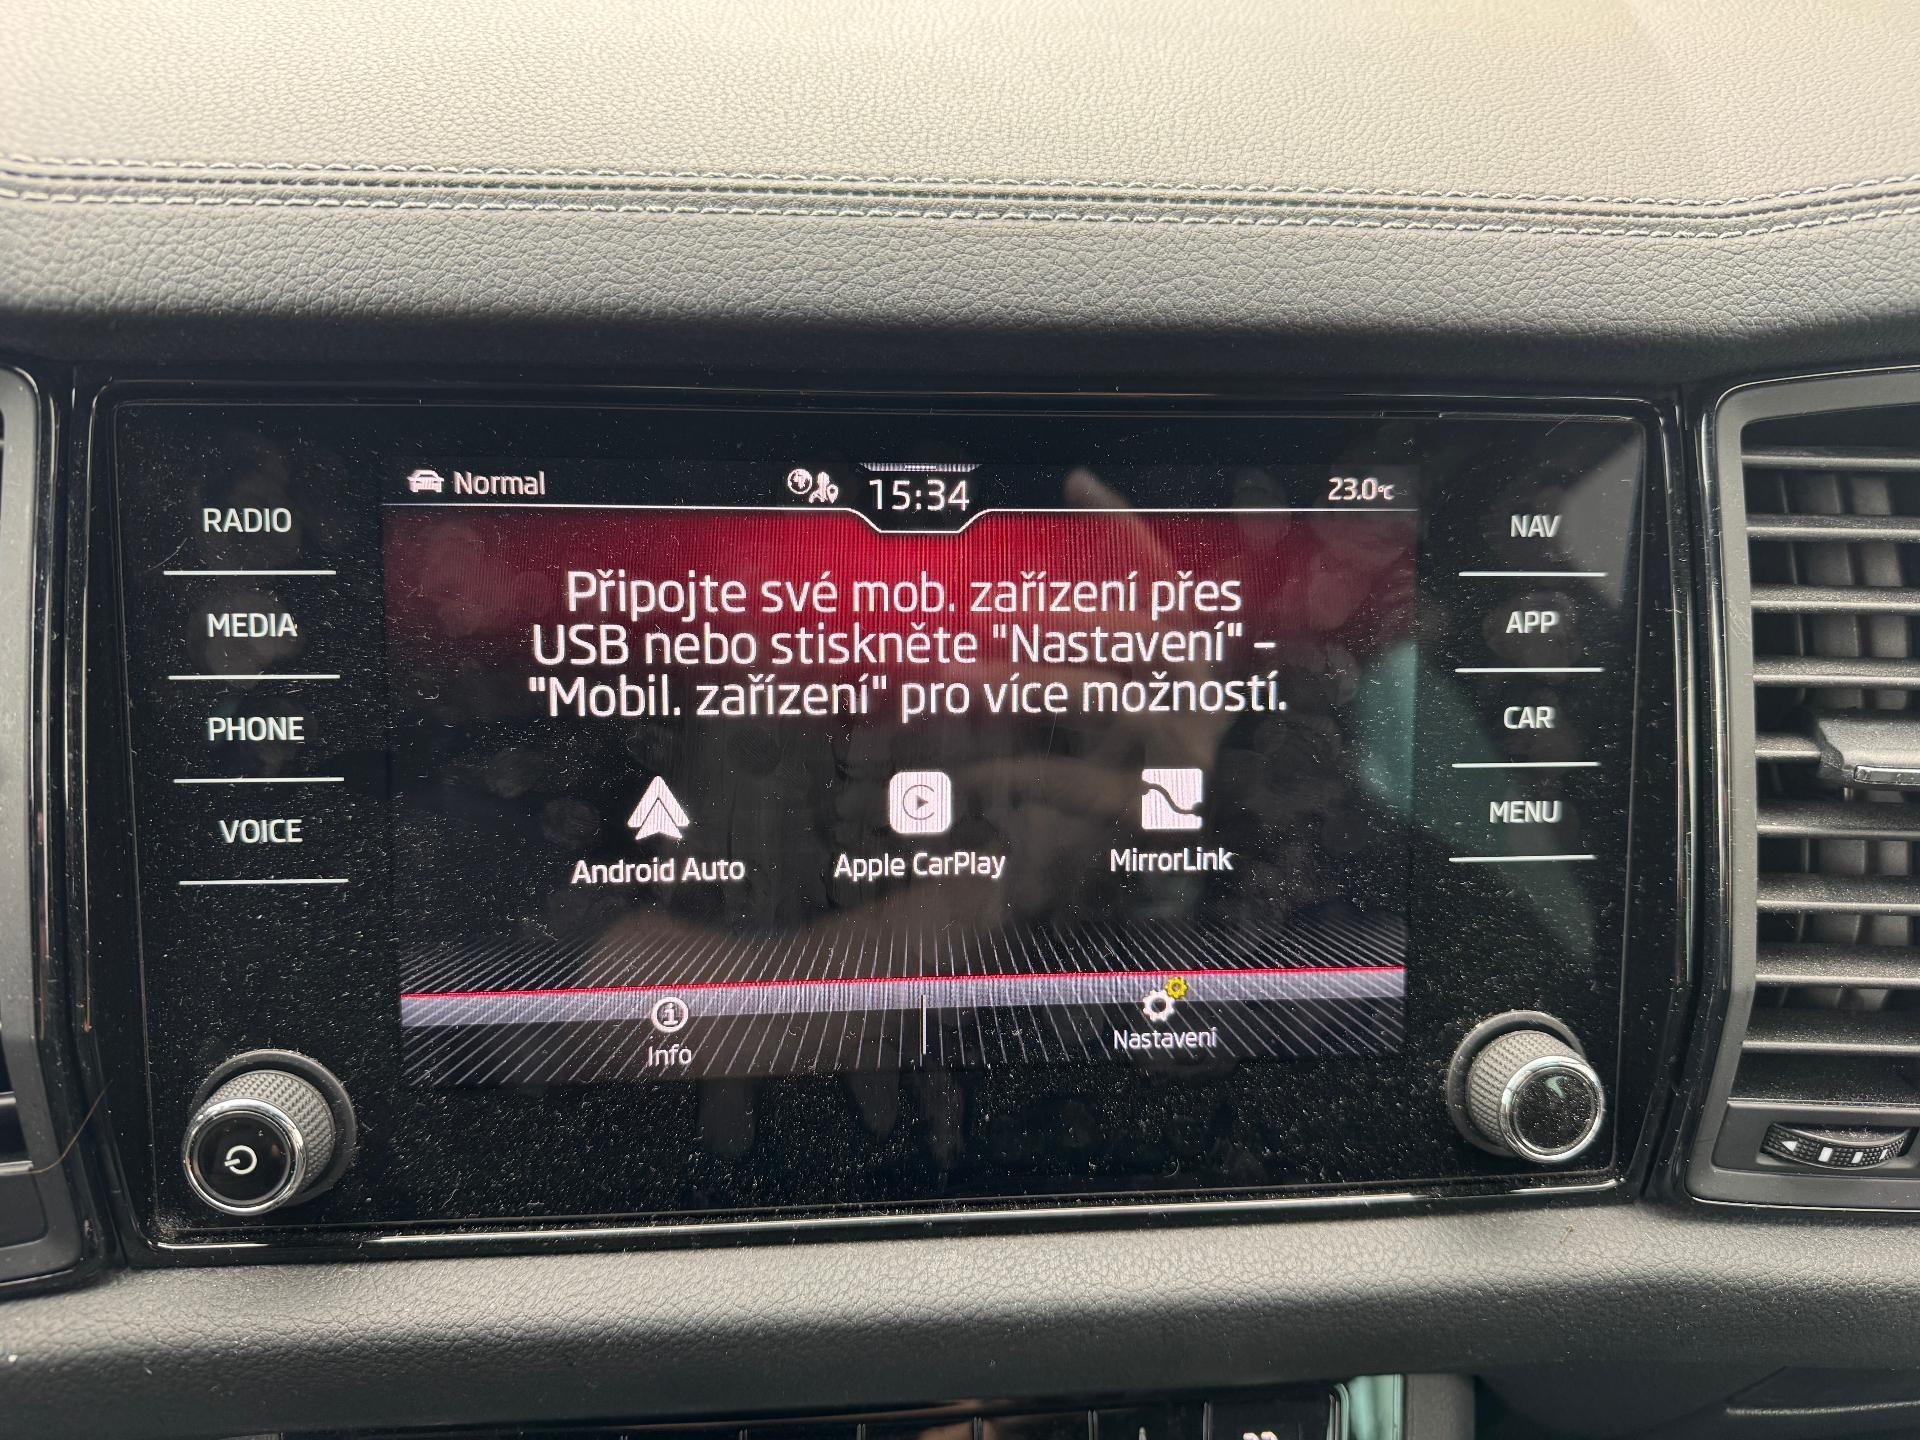 Normal
15:34
23.0°C
RADIO
MEDIA
PHONE
VOICE
NAV
APP
CAR
MENU
Připojte své mob. zařízení přes
USB nebo stiskněte "Nastavení" –
"Mobil. zařízení" pro více možností.
Android Auto
Apple CarPlay
MirrorLink
Info
Nastavení